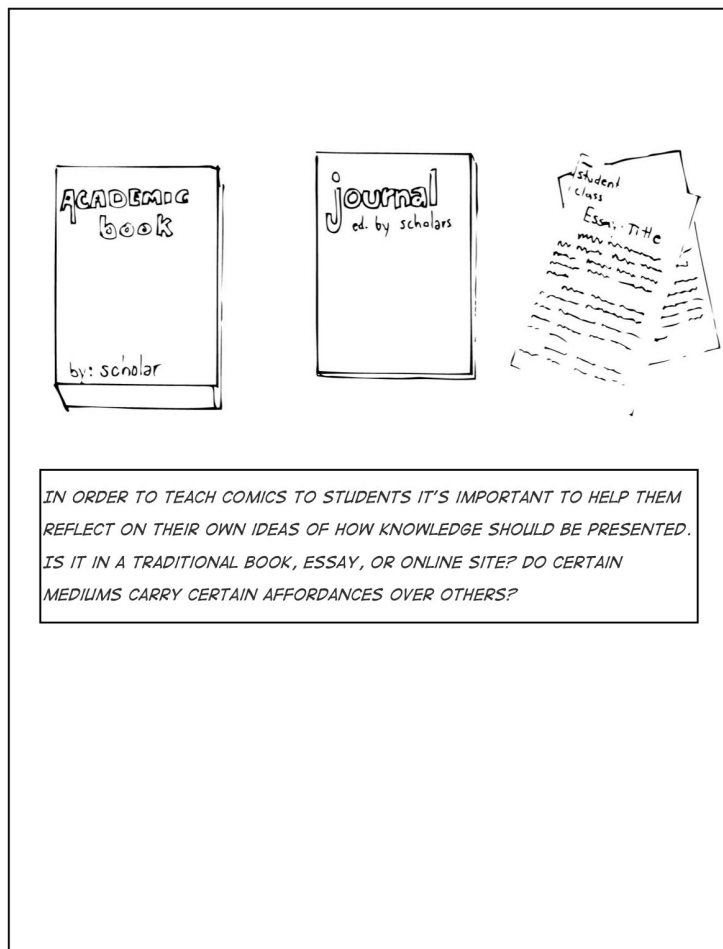 ACADEMIC
book
by: scholar
journal
ed. by scholars
student
class
Essay Title
IN ORDER TO TEACH COMICS TO STUDENTS IT'S IMPORTANT TO HELP THEM
REFLECT ON THEIR OWN IDEAS OF HOW KNOWLEDGE SHOULD BE PRESENTED.
IS IT IN A TRADITIONAL BOOK, ESSAY, OR ONLINE SITE? DO CERTAIN
MEDIUMS CARRY CERTAIN AFFORDANCES OVER OTHERS?